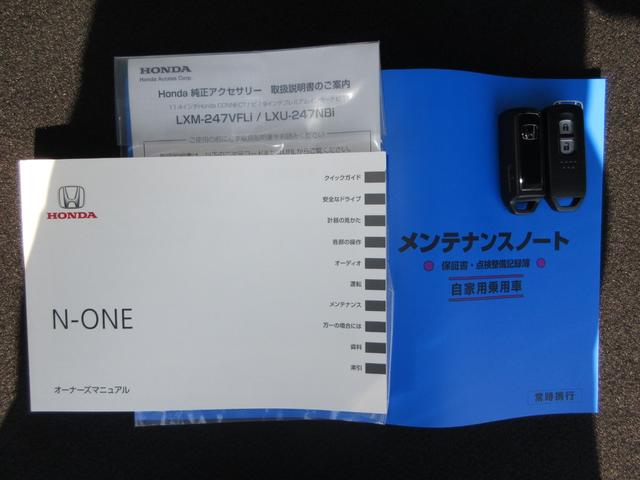 HONDA
Honda Access Corp.
Honda 純正アクセサリー 取扱説明書のご案内
LXM-247VFLi / LXU-247NBi
HONDA
N-ONE
オーナーズマニュアル
クイックガイド
安全なドライブ
計器の見かた
各部の操作
オーディオ
運転
メンテナンス
万一の場合には
資料
索引
メンテナンスノート
保証書・点検整備記録簿
自家用乗用車
常時携行